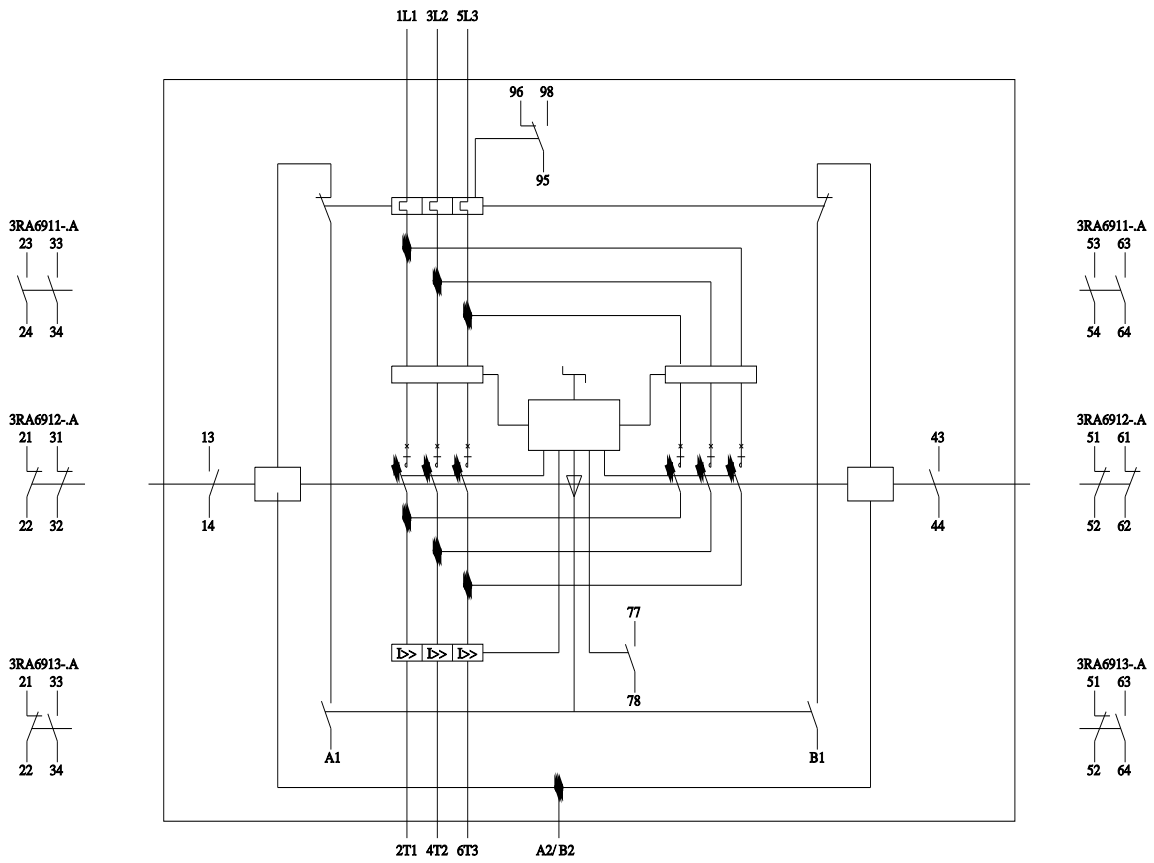 1L1 3L2 5L3
96 98
95
3RA6911-.A
23 33
24 34
3RA6911-.A
53 63
54 64
3RA6912-.A
21 31
22 32
13
14
43
44
3RA6912-.A
51 61
52 62
I>> I>> I>>
77
78
3RA6913-.A
21 33
22 34
3RA6913-.A
51 63
52 64
A1
B1
2T1 4T2 6T3
A2/B2